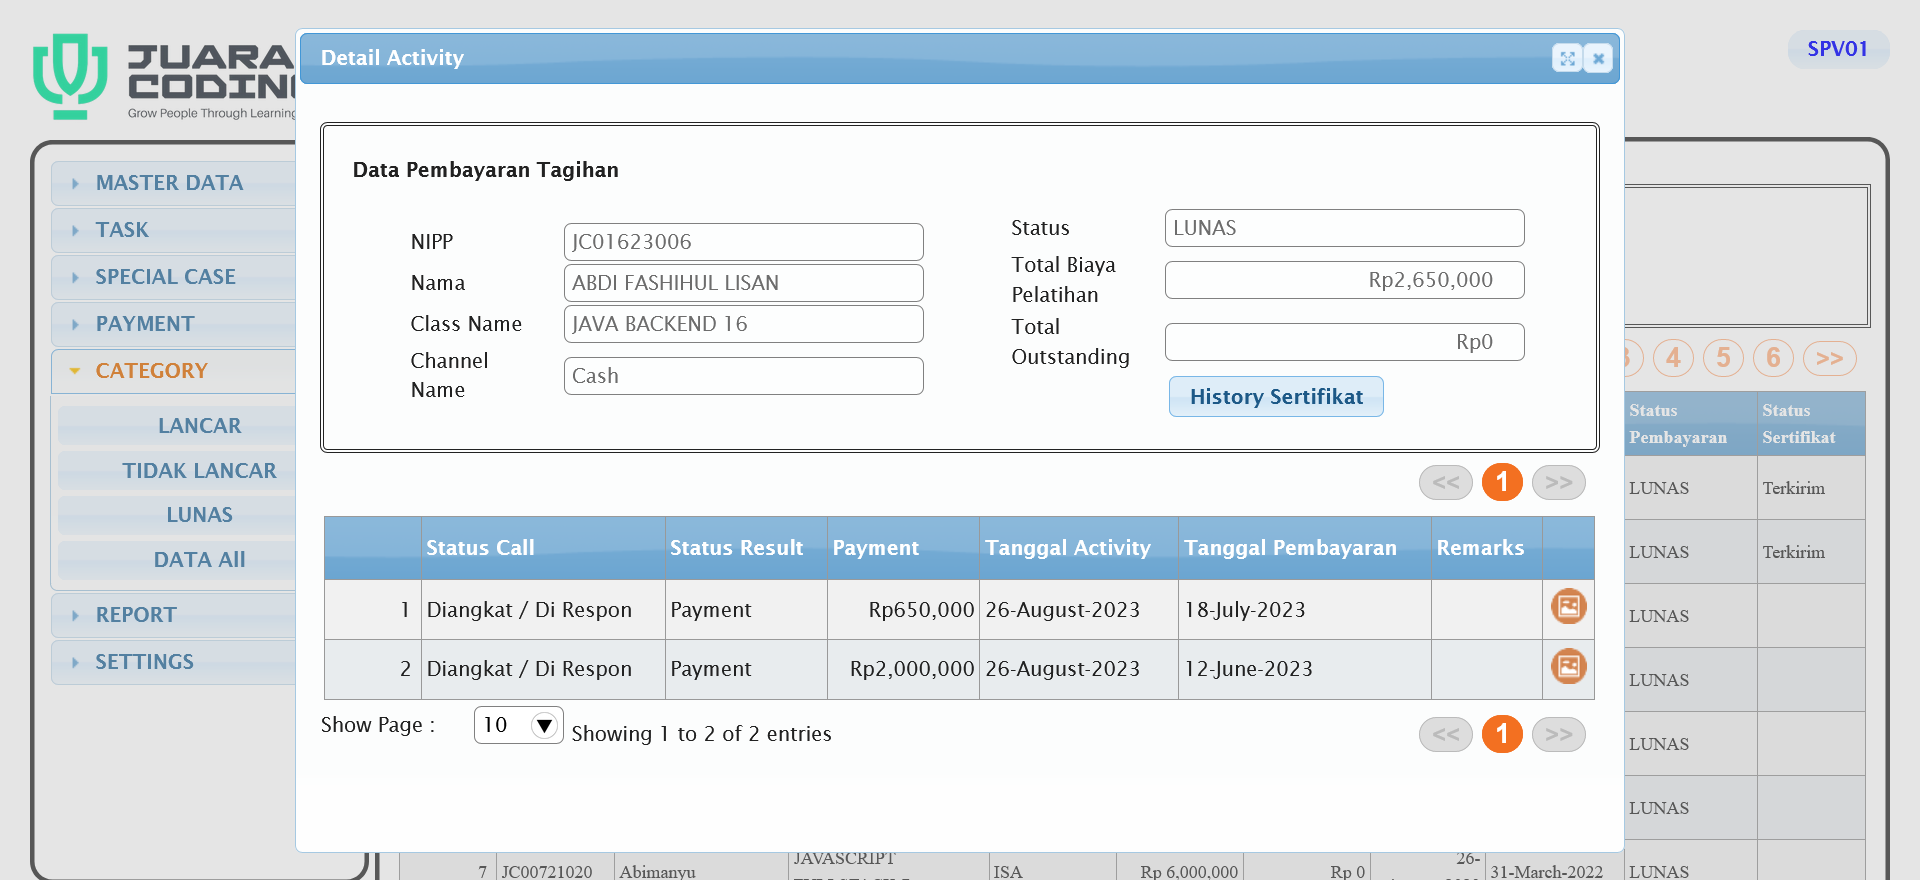 JUARA
Grow People Through Learning
SPV01
MASTER DATA
TASK
SPECIAL CASE
PAYMENT
CATEGORY
LANCAR
TIDAK LANCAR
LUNAS
DATA All
REPORT
SETTINGS
Detail Activity
Data Pembayaran Tagihan
NIPP JC01623006
Nama ABDI FASHIHUL LISAN
Class Name JAVA BACKEND 16
Channel
Name Cash
Status LUNAS
Total Biaya
Pelatihan Rp2,650,000
Total
Outstanding Rp0
History Sertifikat
<< 1 >>
Status Call Status Result Payment Tanggal Activity Tanggal Pembayaran Remarks
1 Diangkat / Di Respon Payment Rp650,000 26-August-2023 18-July-2023
2 Diangkat / Di Respon Payment Rp2,000,000 26-August-2023 12-June-2023
Show Page : 10 Showing 1 to 2 of 2 entries
<< 1 >>
4 5 6 >>
Status
Pembayaran
Status
Sertifikat
LUNAS Terkirim
LUNAS Terkirim
LUNAS
LUNAS
LUNAS
LUNAS
7 JC00721020 Abimanyu JAVASCRIPT ISA Rp 6,000,000 Rp 0 26- 31-March-2022 LUNAS